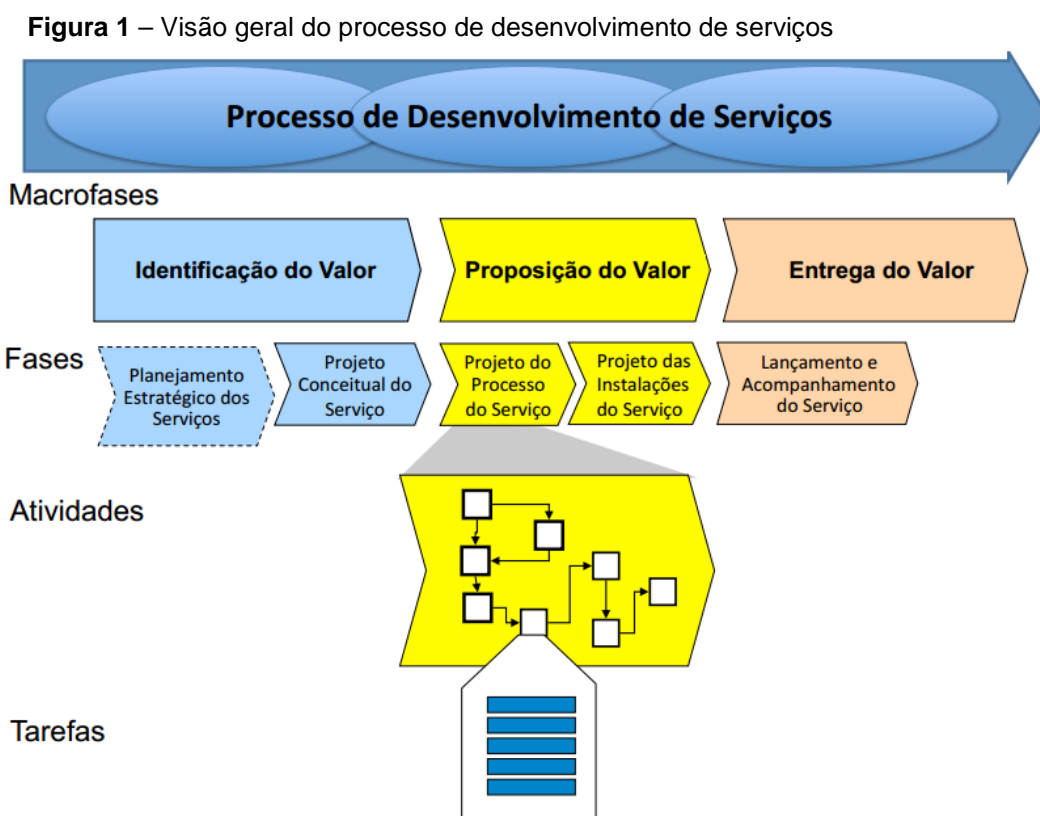 Figura 1 – Visão geral do processo de desenvolvimento de serviços
Processo de Desenvolvimento de Serviços
Macrofases
Identificação do Valor
Proposição do Valor
Entrega do Valor
Fases
Planejamento
Estratégico dos
Serviços
Projeto
Conceitual do
Serviço
Projeto do
Processo
do Serviço
Projeto das
Instalações
do Serviço
Lançamento e
Acompanhamento
do Serviço
Atividades
Tarefas